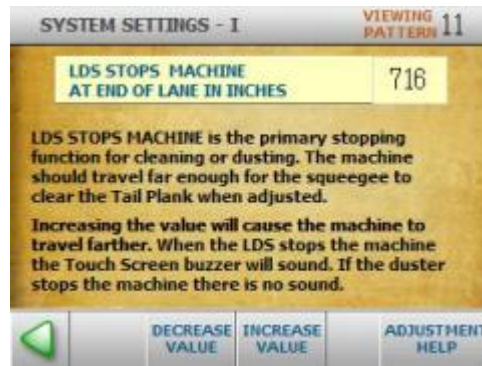 SYSTEM SETTINGS - I
VIEWING
PATTERN 11
LDS STOPS MACHINE
AT END OF LANE IN INCHES
716
LDS STOPS MACHINE is the primary stopping
function for cleaning or dusting. The machine
should travel far enough for the squeegee to
clear the Tail Plank when adjusted.
Increasing the value will cause the machine to
travel farther. When the LDS stops the machine
the Touch Screen buzzer will sound. If the duster
stops the machine there is no sound.
DECREASE
VALUE
INCREASE
VALUE
ADJUSTMENT
HELP